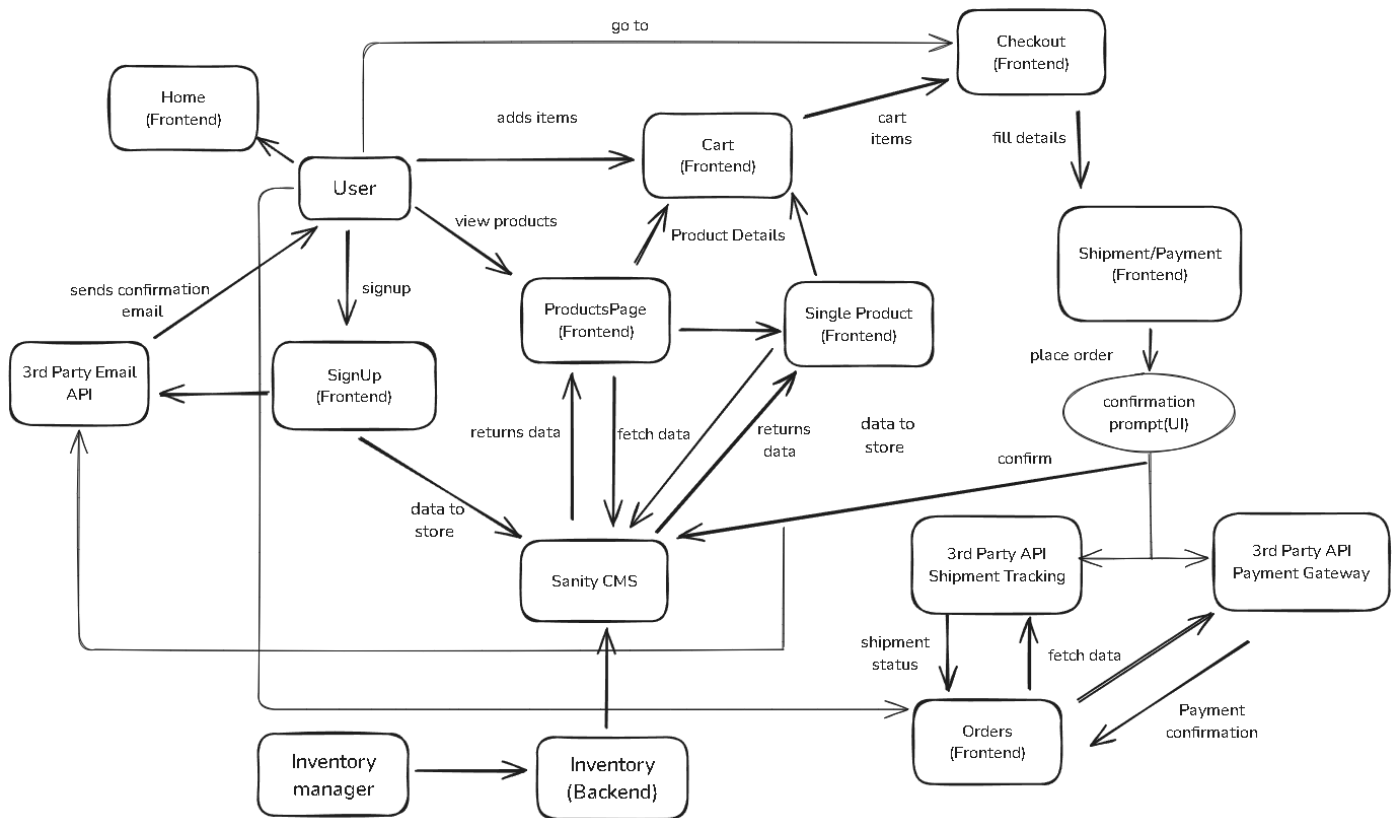 go to
Checkout
(Frontend)
Home
(Frontend)
adds items
cart
items
Cart
(Frontend)
fill details
User
view products
Product Details
Shipment/Payment
(Frontend)
sends confirmation
email
signup
ProductsPage
(Frontend)
Single Product
(Frontend)
place order
3rd Party Email
API
SignUp
(Frontend)
confirmation
prompt(UI)
returns data
fetch data
returns
data
data to
store
confirm
data to
store
3rd Party API
Shipment Tracking
3rd Party API
Payment Gateway
Sanity CMS
shipment
status
fetch data
Payment
confirmation
Orders
(Frontend)
Inventory
manager
Inventory
(Backend)